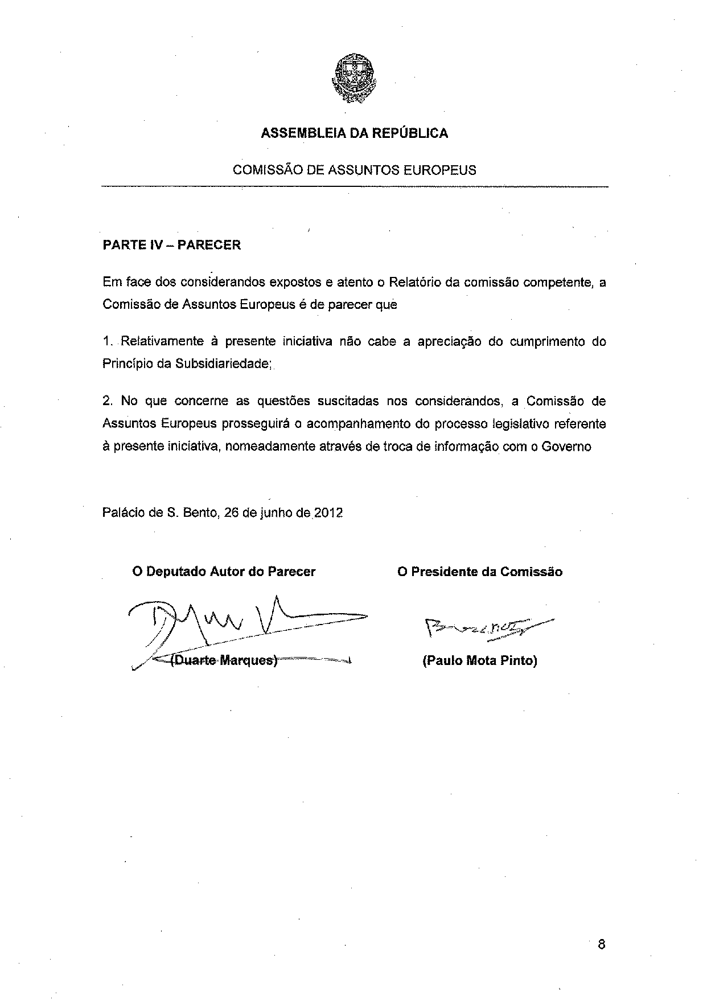 ASSEMBLEIA DA REPÚBLICA
COMISSÃO DE ASSUNTOS EUROPEUS
PARTE IV – PARECER
Em face dos considerandos expostos e atento o Relatório da comissão competente, a
Comissão de Assuntos Europeus é de parecer que
1. Relativamente à presente iniciativa não cabe a apreciação do cumprimento do
Princípio da Subsidiariedade;
2. No que concerne as questões suscitadas nos considerandos, a Comissão de
Assuntos Europeus prosseguirá o acompanhamento do processo legislativo referente
à presente iniciativa, nomeadamente através de troca de informação com o Governo
Palácio de S. Bento, 26 de junho de 2012
O Deputado Autor do Parecer O Presidente da Comissão
(Duarte Marques) (Paulo Mota Pinto)
8